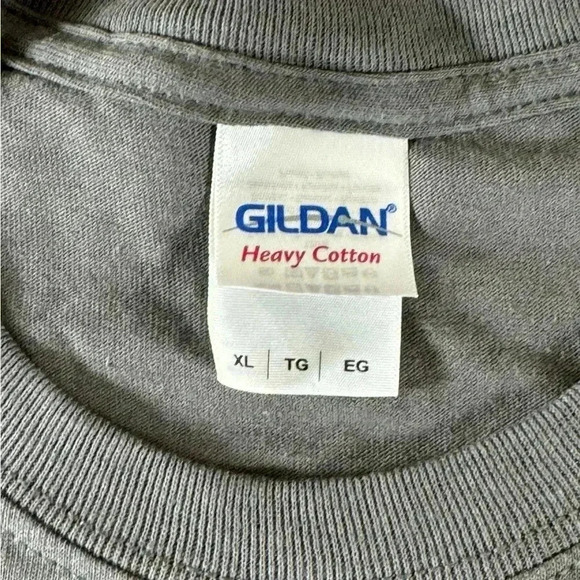 GILDAN®
Heavy Cotton
XL | TG | EG